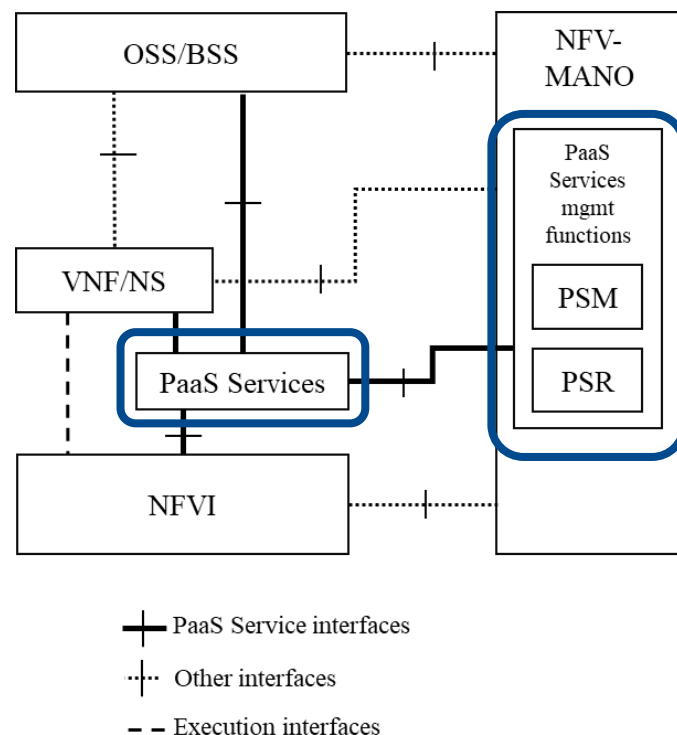 OSS/BSS
NFV-
MANO
PaaS
Services
mgmt
functions
VNF/NS
PSM
PaaS Services
PSR
NFVI
PaaS Service interfaces
Other interfaces
Execution interfaces